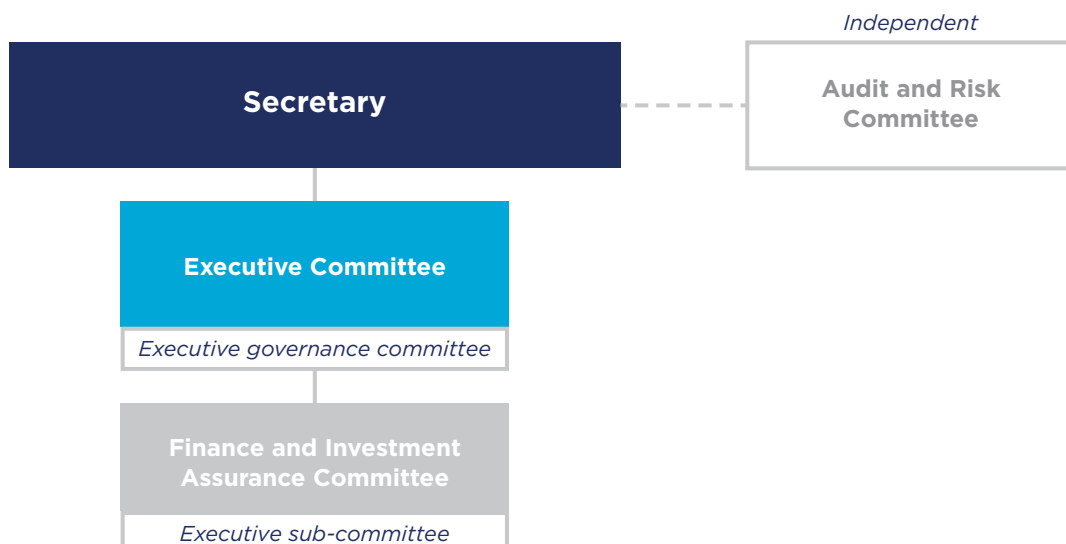 Independent
Secretary
Audit and Risk
Committee
Executive Committee
Executive governance committee
Finance and Investment
Assurance Committee
Executive sub-committee